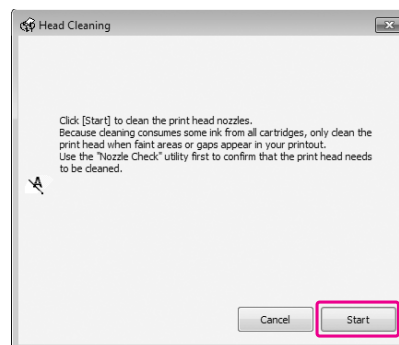 Head Cleaning
Click [Start] to clean the print head nozzles.
Because cleaning consumes some ink from all cartridges, only clean the
print head when faint areas or gaps appear in your printout.
Use the "Nozzle Check" utility first to confirm that the print head needs
to be cleaned.
A
Cancel
Start